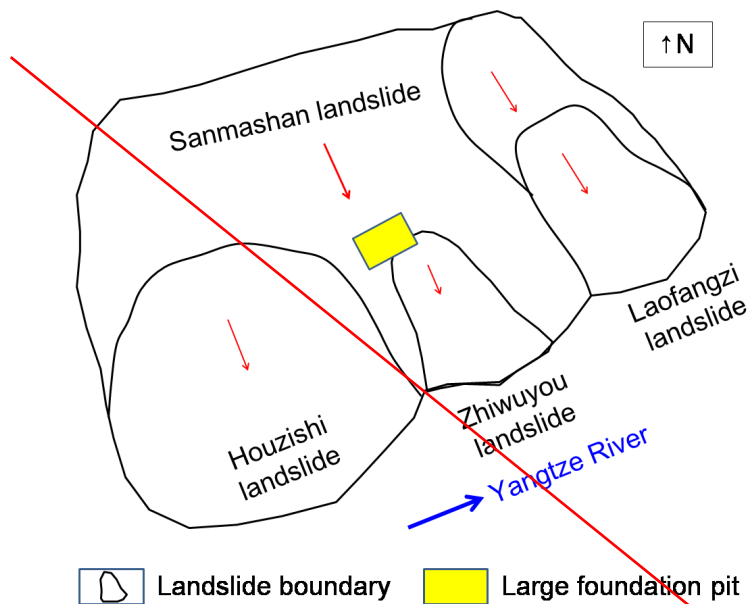 ↑N
Sanmashan landslide
Laofangzi
landslide
Zhiwuyou
landslide
Houzishi
landslide
Yangtze River
Landslide boundary
Large foundation pit